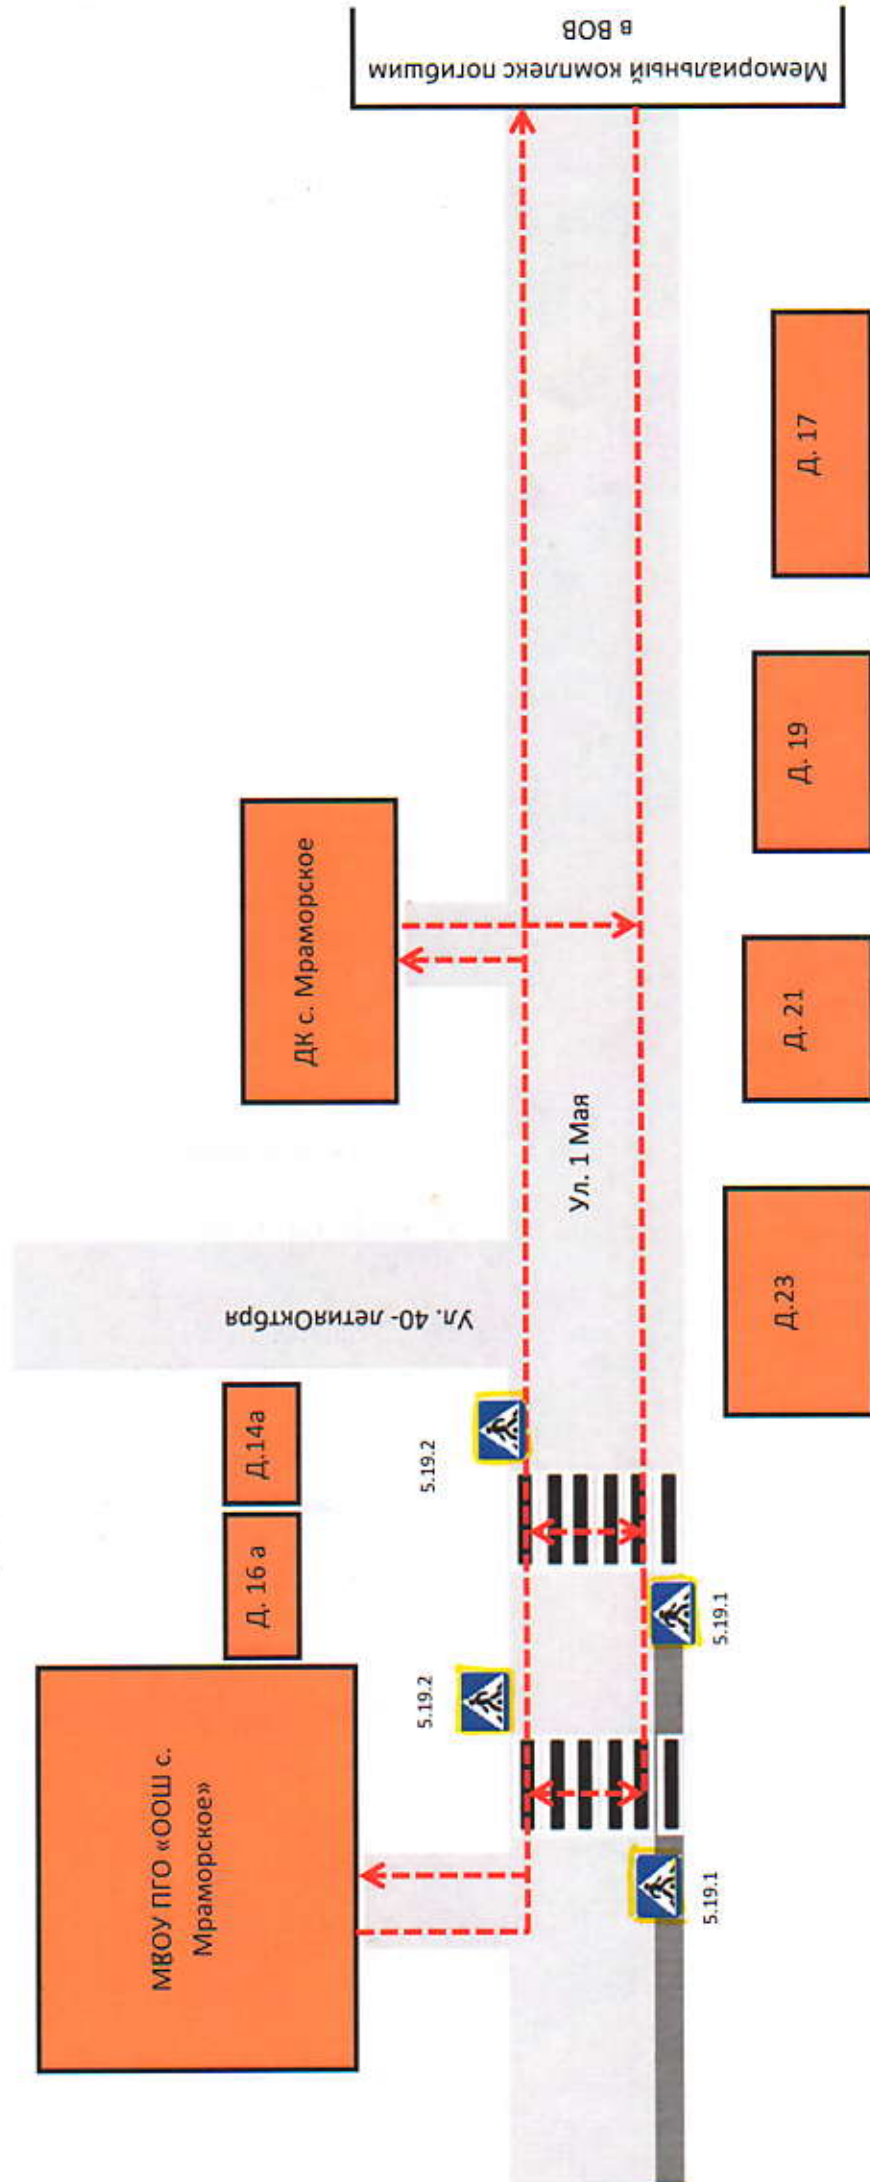 МБОУ ПГО «ООШ с.
Мраморское»
Д. 16 а
Д.14а
Ул. 40- летияОктября
ДК с. Мраморское
Мемориальный комплекс погибшим
в ВОВ
5.19.2
5.19.2
Ул. 1 Мая
5.19.1
5.19.1
Д.23
Д. 21
Д. 19
Д. 17